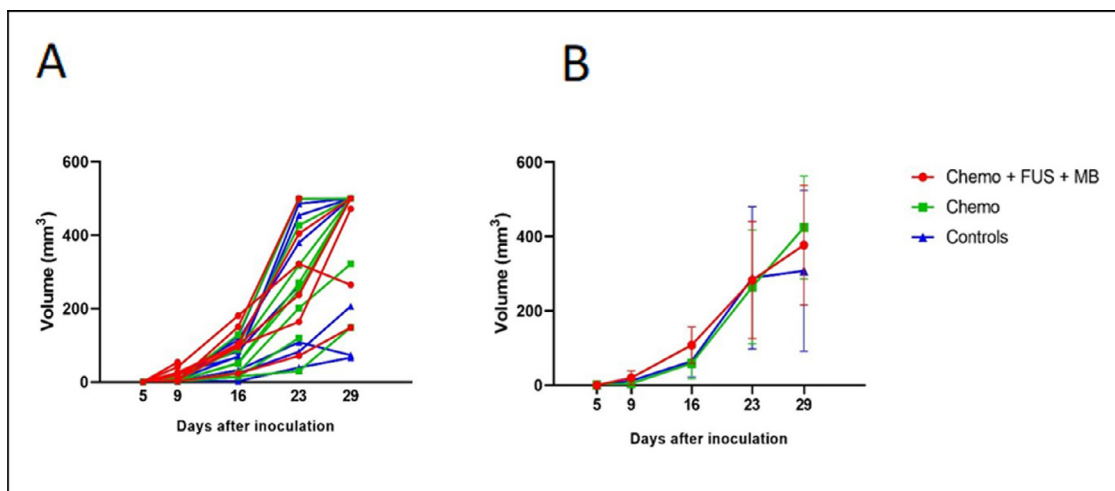 A
B
600
400
200
0
Volume (mm³)
5 9 16 23 29
Days after inoculation
600
400
200
0
Volume (mm³)
5 9 16 23 29
Days after inoculation
Chemo + FUS + MB
Chemo
Controls